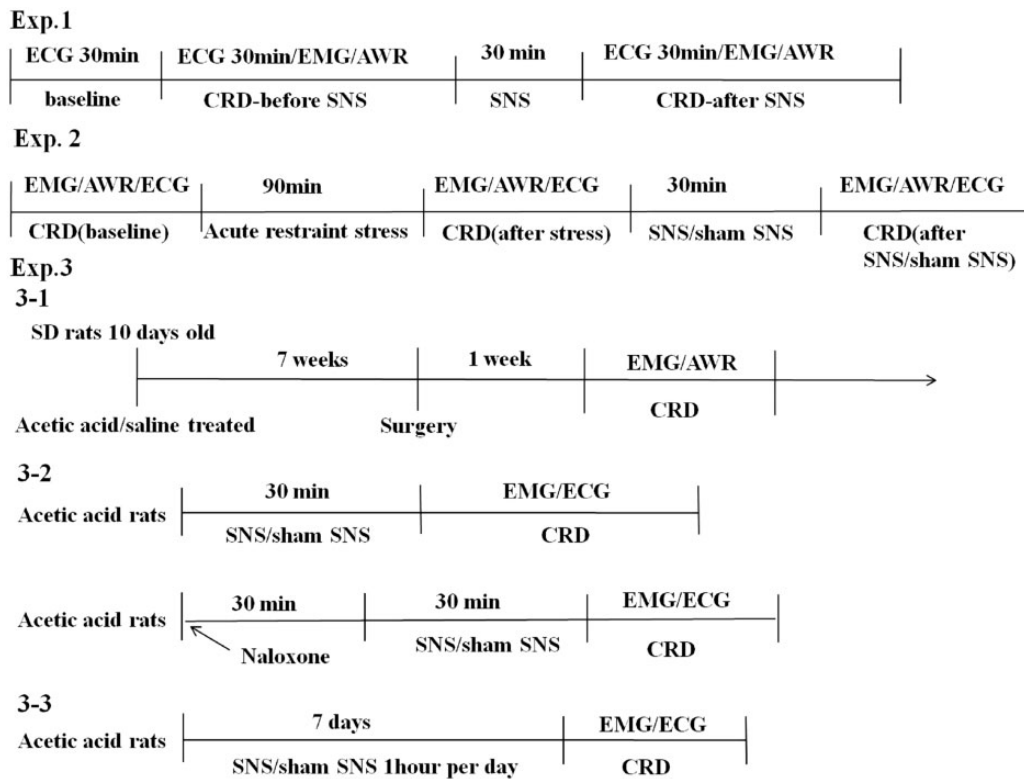 Exp.1
ECG 30min ECG 30min/EMG/AWR 30 min ECG 30min/EMG/AWR
baseline CRD-before SNS SNS CRD-after SNS
Exp. 2
EMG/AWR/ECG 90min EMG/AWR/ECG 30min EMG/AWR/ECG
CRD(baseline) Acute restraint stress CRD(after stress) SNS/sham SNS CRD(after
SNS/sham SNS)
Exp.3
3-1
SD rats 10 days old
7 weeks 1 week EMG/AWR
CRD
Acetic acid/saline treated Surgery
3-2
30 min EMG/ECG
Acetic acid rats
SNS/sham SNS CRD
30 min 30 min EMG/ECG
Acetic acid rats
SNS/sham SNS CRD
Naloxone
3-3
7 days EMG/ECG
Acetic acid rats
SNS/sham SNS 1hour per day CRD